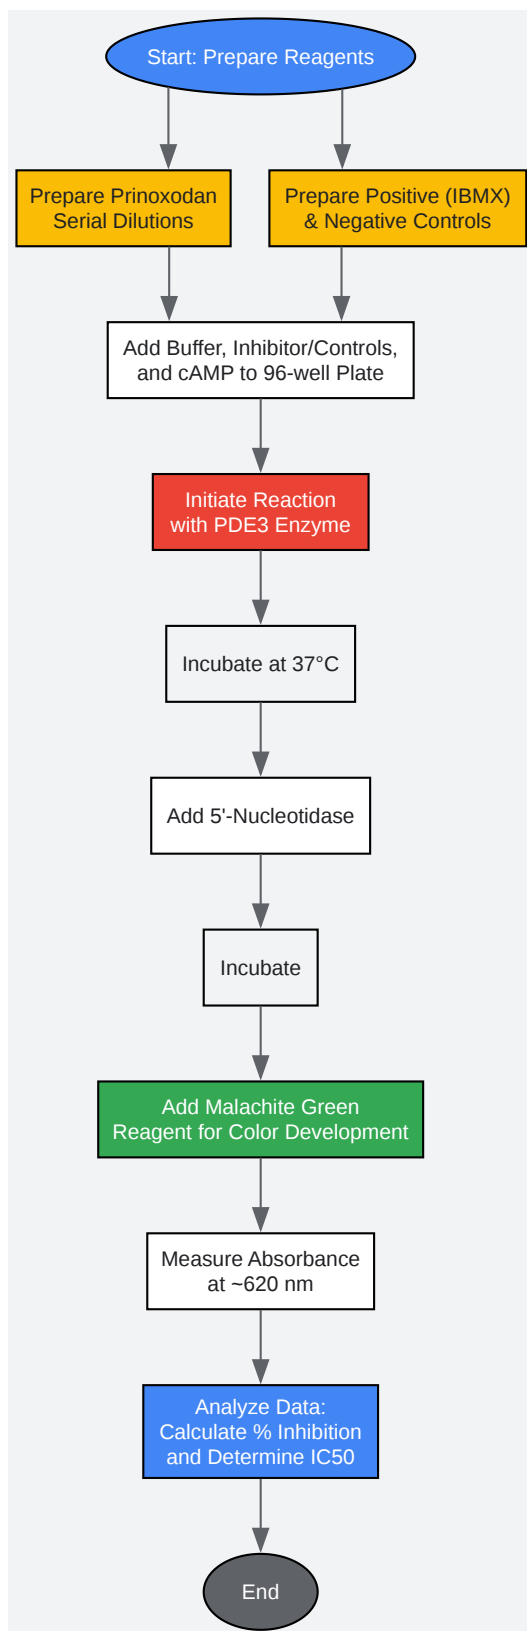 Start: Prepare Reagents
Prepare Prinoxodan
Serial Dilutions
Prepare Positive (IBMX)
& Negative Controls
Add Buffer, Inhibitor/Controls,
and cAMP to 96-well Plate
Initiate Reaction
with PDE3 Enzyme
Incubate at 37°C
Add 5'-Nucleotidase
Incubate
Add Malachite Green
Reagent for Color Development
Measure Absorbance
at ~620 nm
Analyze Data:
Calculate % Inhibition
and Determine IC50
End